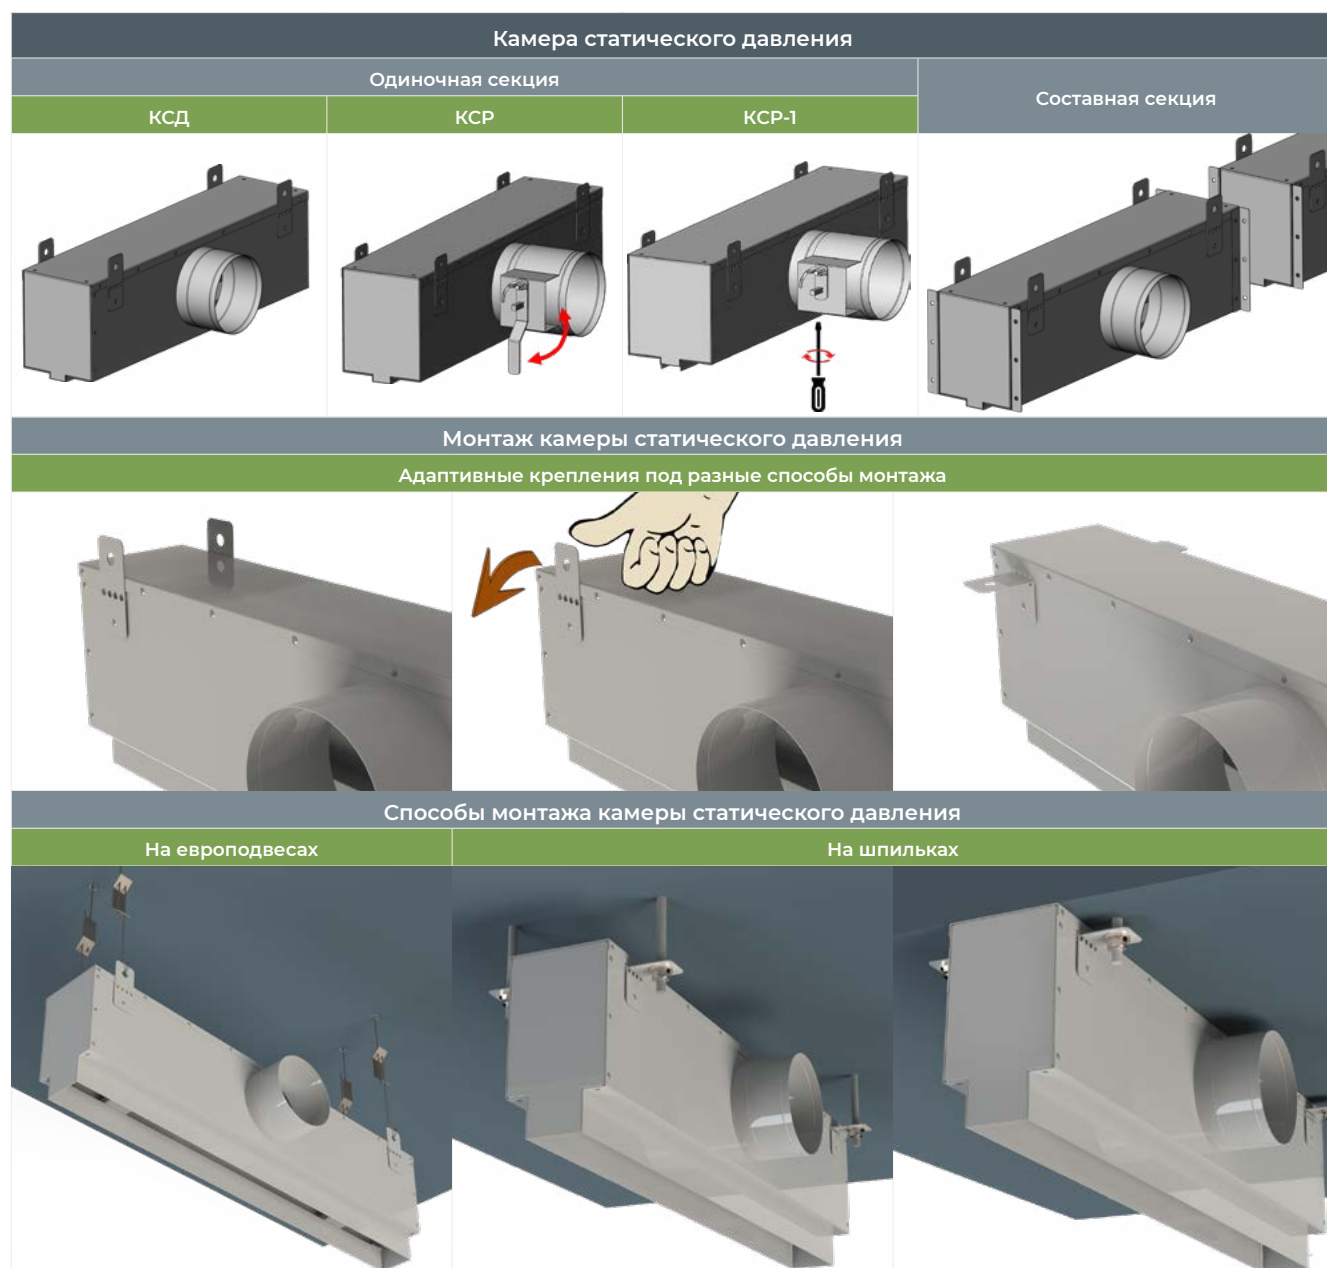 Камера статического давления
Одиночная секция
Составная секция
КСД
КСР
КСР-1
Монтаж камеры статического давления
Адаптивные крепления под разные способы монтажа
Способы монтажа камеры статического давления
На европодвесах
На шпильках